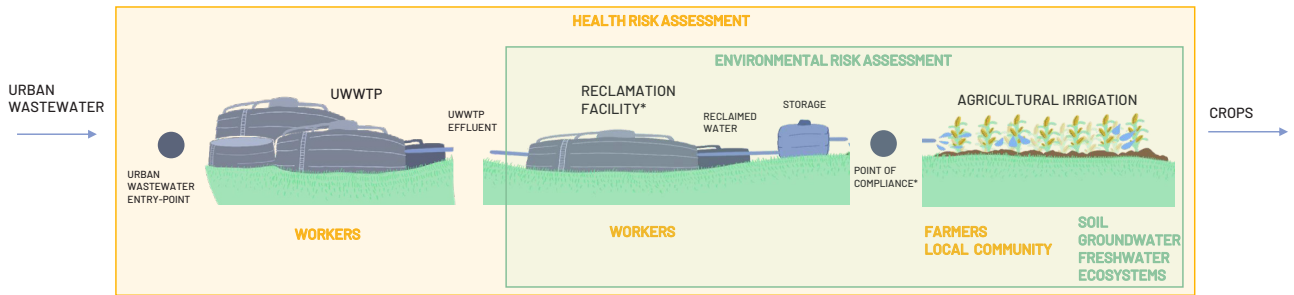 HEALTH RISK ASSESSMENT
ENVIRONMENTAL RISK ASSESSMENT
URBAN
WASTEWATER
UWWTP
UWWTP
EFFLUENT
RECLAMATION
FACILITY*
RECLAIMED
WATER
STORAGE
AGRICULTURAL IRRIGATION
CROPS
URBAN
WASTEWATER
ENTRY-POINT
POINT OF
COMPLIANCE*
WORKERS
WORKERS
FARMERS
LOCAL COMMUNITY
SOIL
GROUNDWATER
FRESHWATER
ECOSYSTEMS